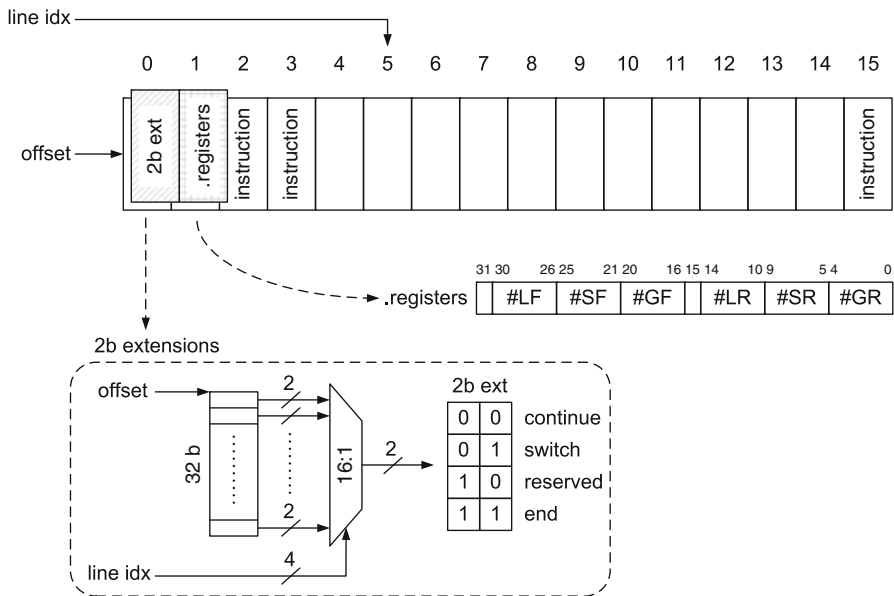 line idx
0 1 2 3 4 5 6 7 8 9 10 11 12 13 14 15
offset
2b ext
.registers
instruction
instruction
instruction
31 30 26 25 21 20 16 15 14 10 9 5 4 0
.registers #LF #SF #GF #LR #SR #GR
2b extensions
offset
2
2
2
32 b
16:1
2
4
line idx
2b ext
0 0 continue
0 1 switch
1 0 reserved
1 1 end